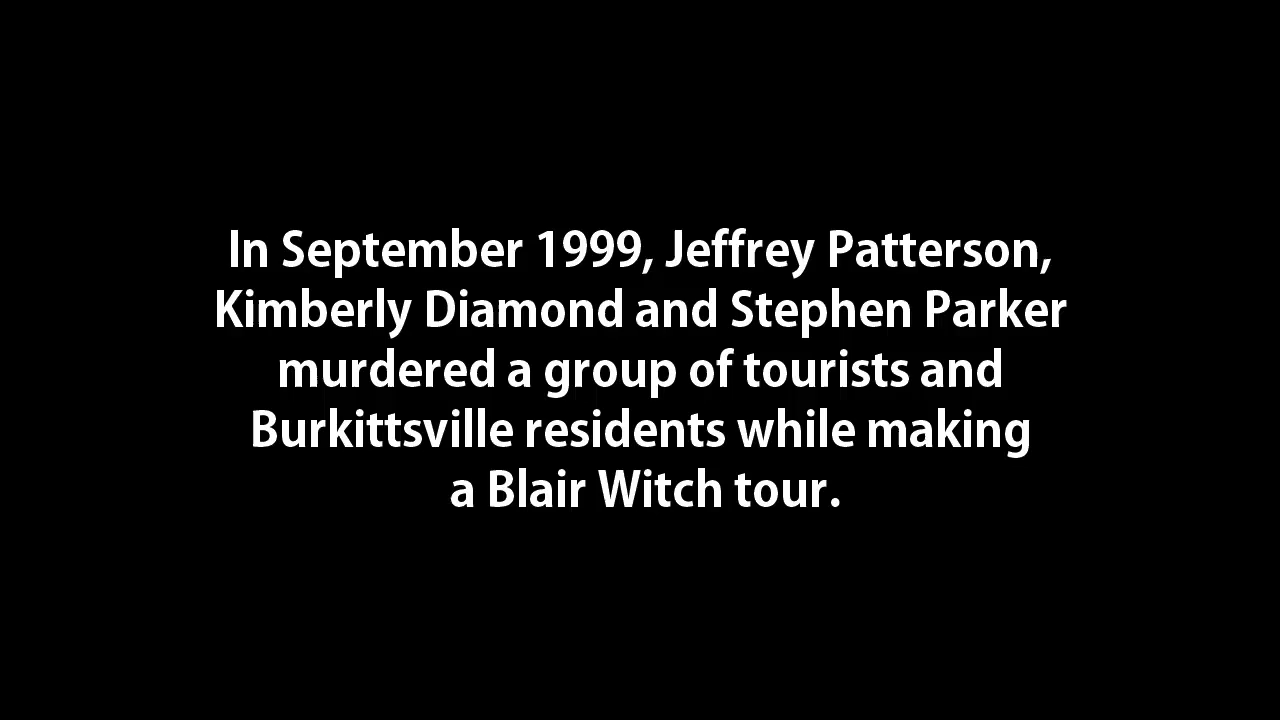 In September 1999, Jeffrey Patterson,
Kimberly Diamond and Stephen Parker
murdered a group of tourists and
Burkittsville residents while making
a Blair Witch tour.